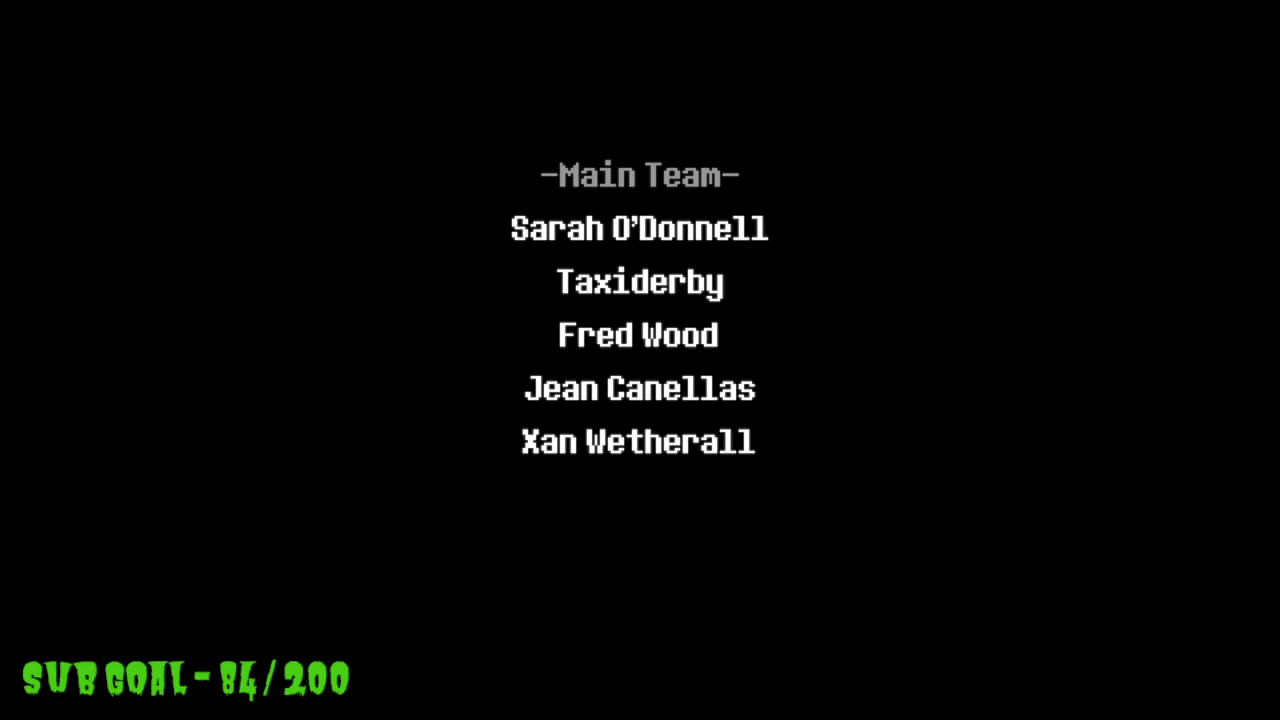 -Main Team-
Sarah O'Donnell
Taxiderby
Fred Wood
Jean Canellas
Xan Wetherall
SUB GOAL - 84/200